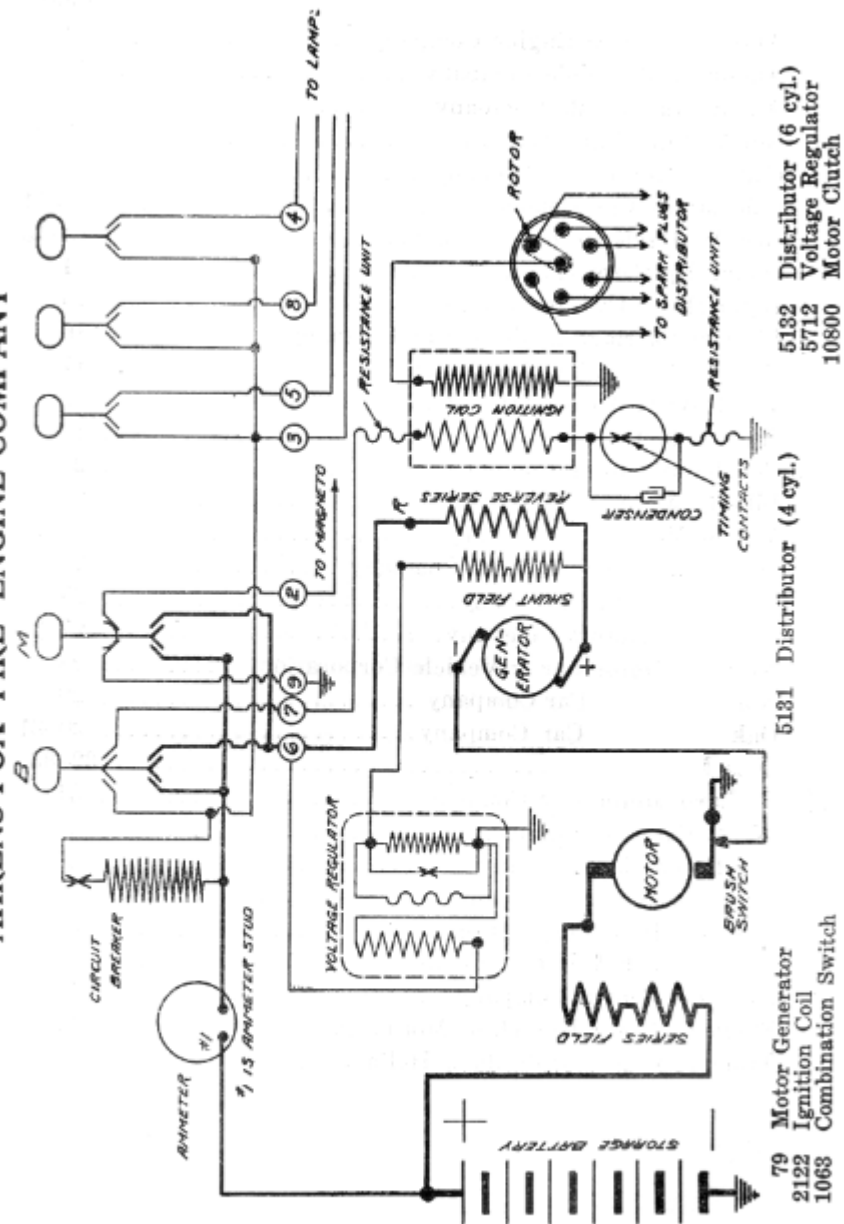 B
M
4
8
5
3
2
9
7
6
TO LAMPS
TO MAGNETO
CIRCUIT
BREAKER
AMMETER
#1
#1 IS AMMETER STUD
VOLTAGE REGULATOR
RESISTANCE UNIT
ROTOR
TO SPARK PLUGS
DISTRIBUTOR
IGNITION COIL
RESISTANCE UNIT
CONDENSER
TIMING
CONTACTS
R
REVERSE SERIES
SHUNT FIELD
GEN-
ERATOR
-
+
MOTOR
BRUSH
SWITCH
SERIES FIELD
STORAGE BATTERY
+
-
79 Motor Generator
2122 Ignition Coil
1063 Combination Switch
5131 Distributor (4 cyl.)
5132 Distributor (6 cyl.)
5712 Voltage Regulator
10800 Motor Clutch